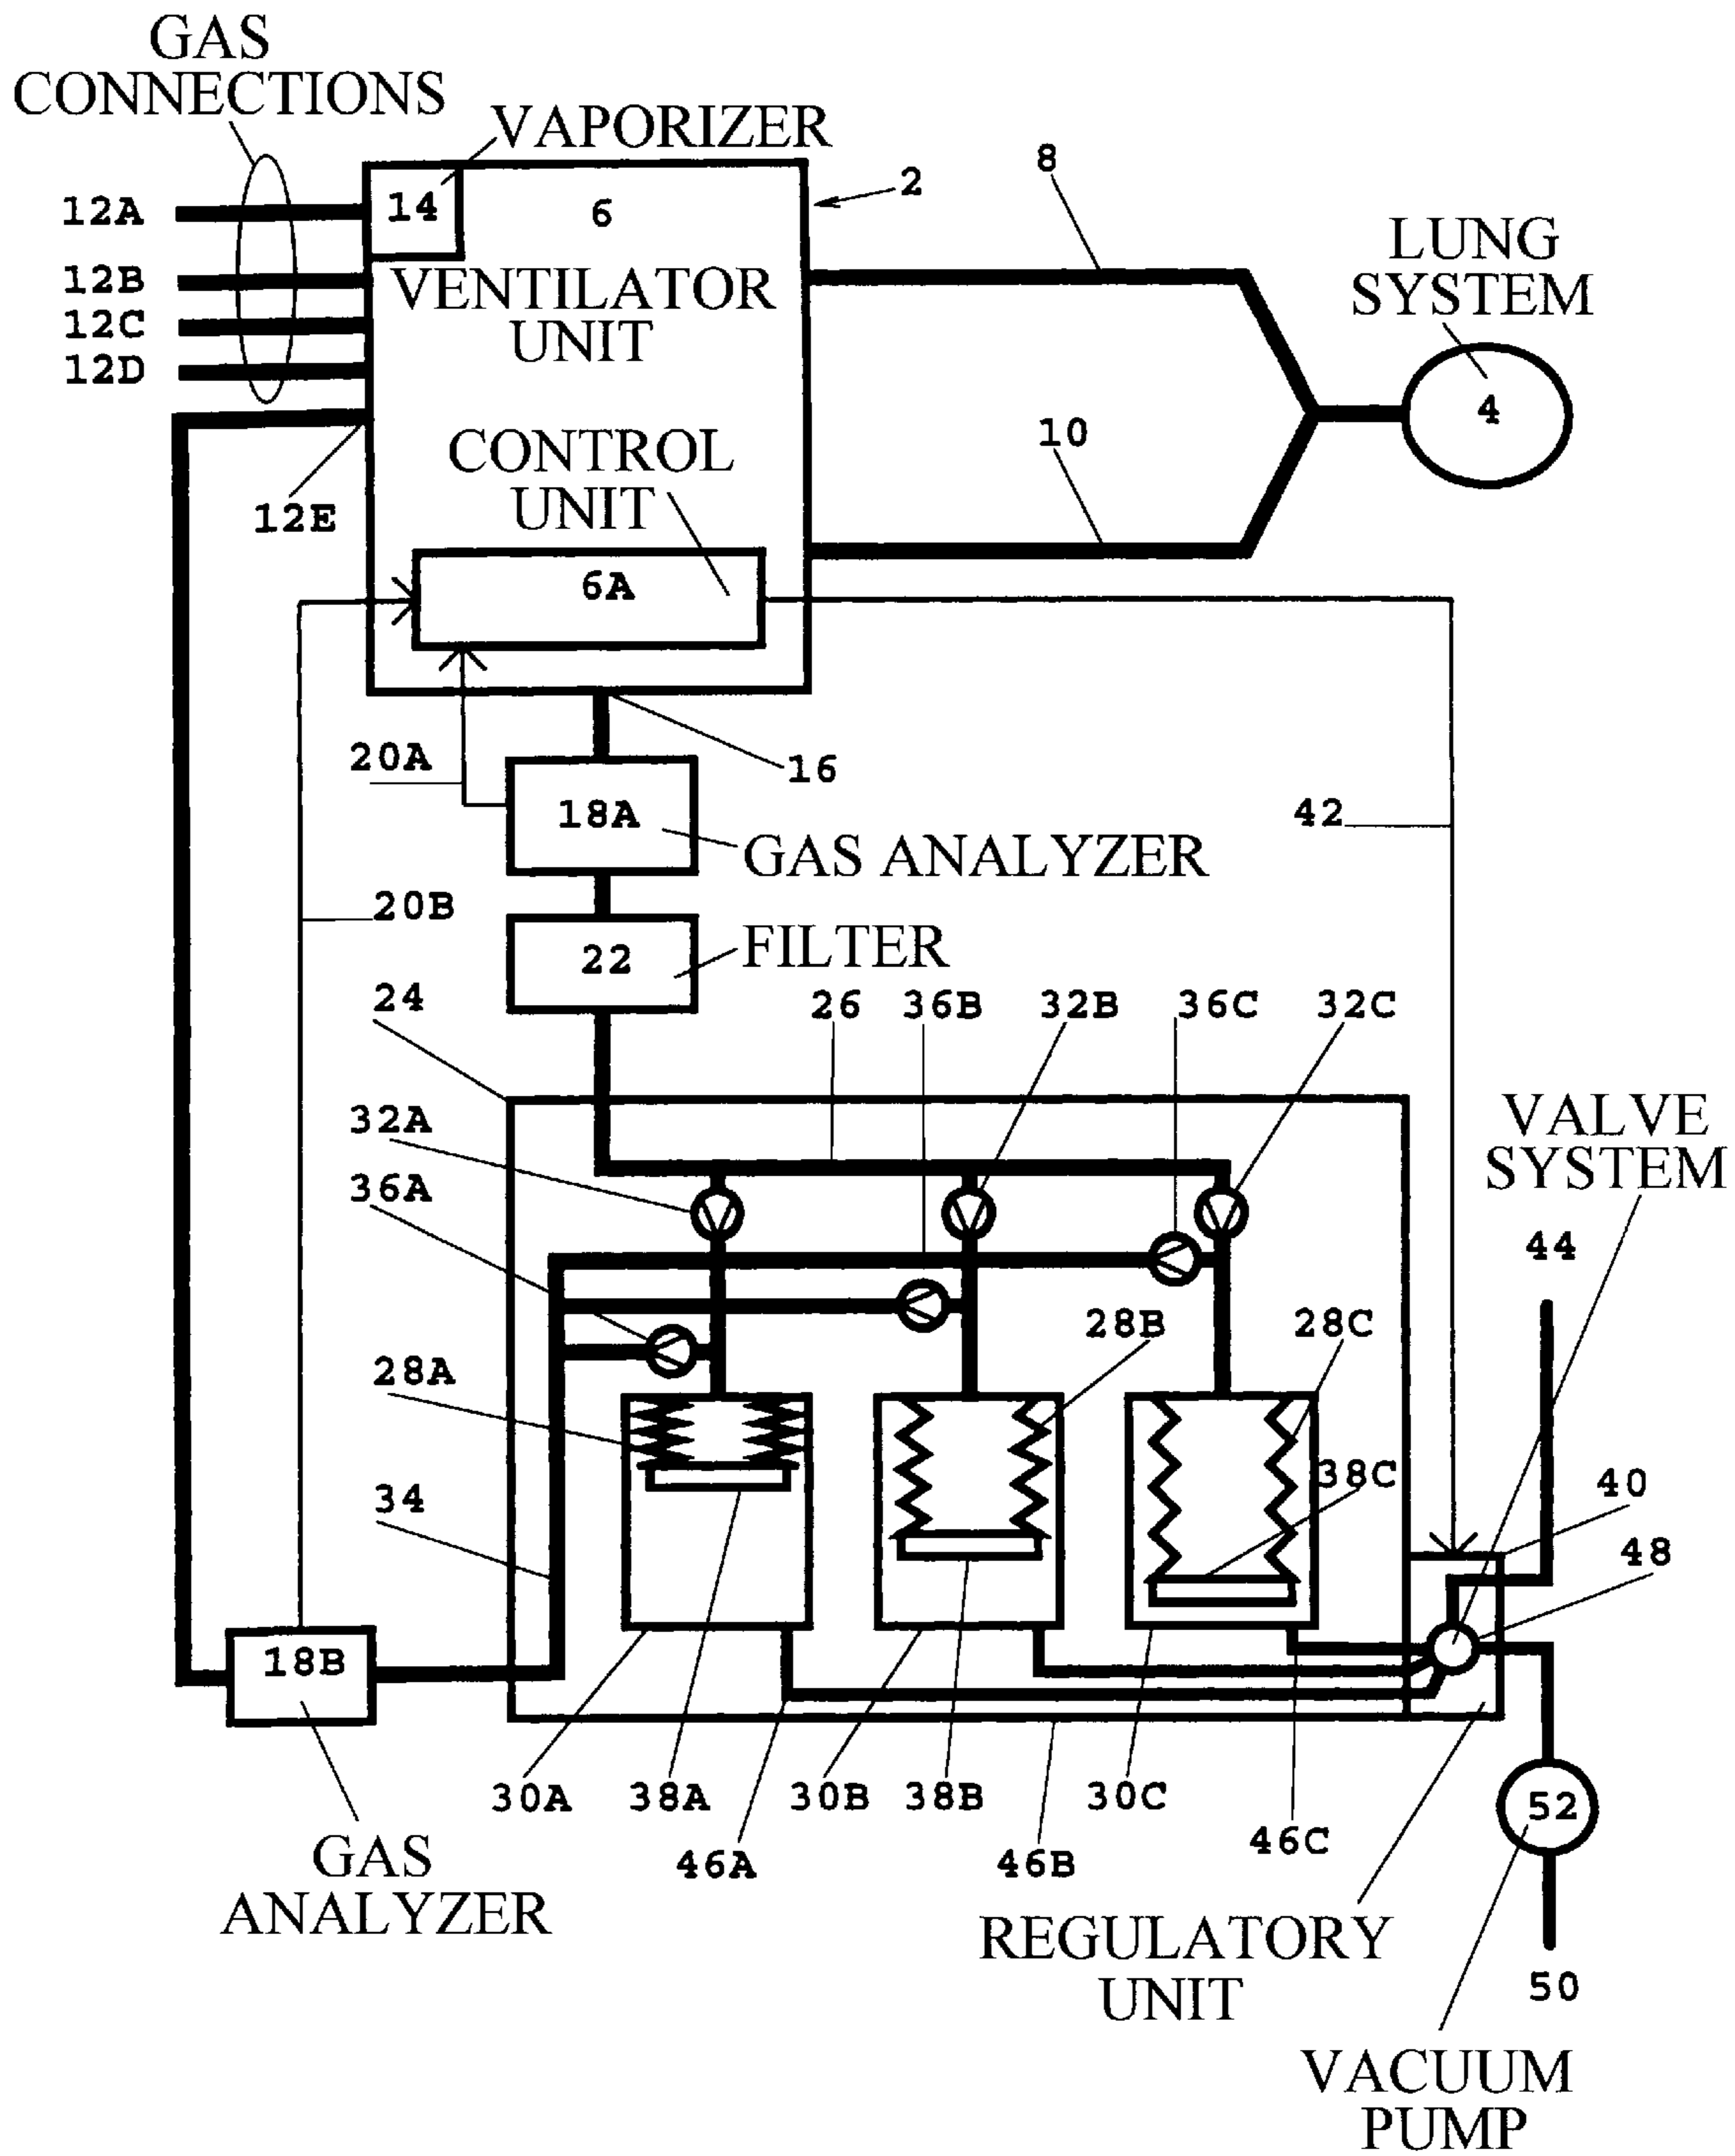 GAS
CONNECTIONS
VAPORIZER
12A
14
6
2
8
LUNG
SYSTEM
12B
VENTILATOR
UNIT
12C
12D
4
10
CONTROL
UNIT
12E
6A
20A
16
18A
GAS ANALYZER
42
20B
22
FILTER
24
26
36B
32B
36C
32C
32A
VALVE
SYSTEM
36A
44
28B
28C
28A
38C
34
40
48
18B
30A
38A
30B
38B
30C
52
46A
46B
46C
GAS
ANALYZER
REGULATORY
UNIT
50
VACUUM
PUMP